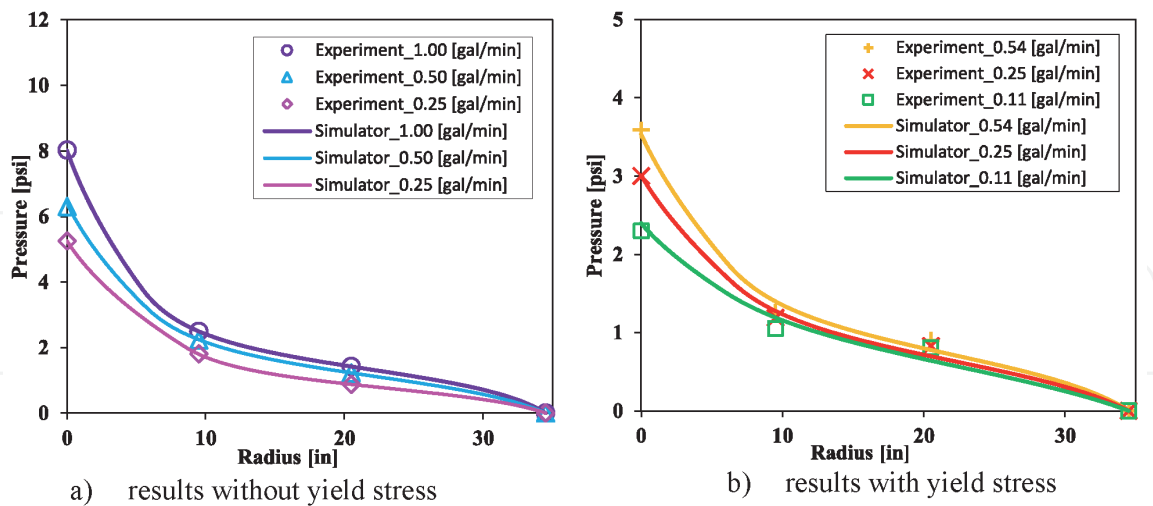 12
10
8
6
4
2
0
Pressure [psi]
Experiment_1.00 [gal/min]
Experiment_0.50 [gal/min]
Experiment_0.25 [gal/min]
Simulator_1.00 [gal/min]
Simulator_0.50 [gal/min]
Simulator_0.25 [gal/min]
0 10 20 30
Radius [in]
a) results without yield stress
5
4
3
2
1
0
Pressure [psi]
Experiment_0.54 [gal/min]
Experiment_0.25 [gal/min]
Experiment_0.11 [gal/min]
Simulator_0.54 [gal/min]
Simulator_0.25 [gal/min]
Simulator_0.11 [gal/min]
0 10 20 30
Radius [in]
b) results with yield stress